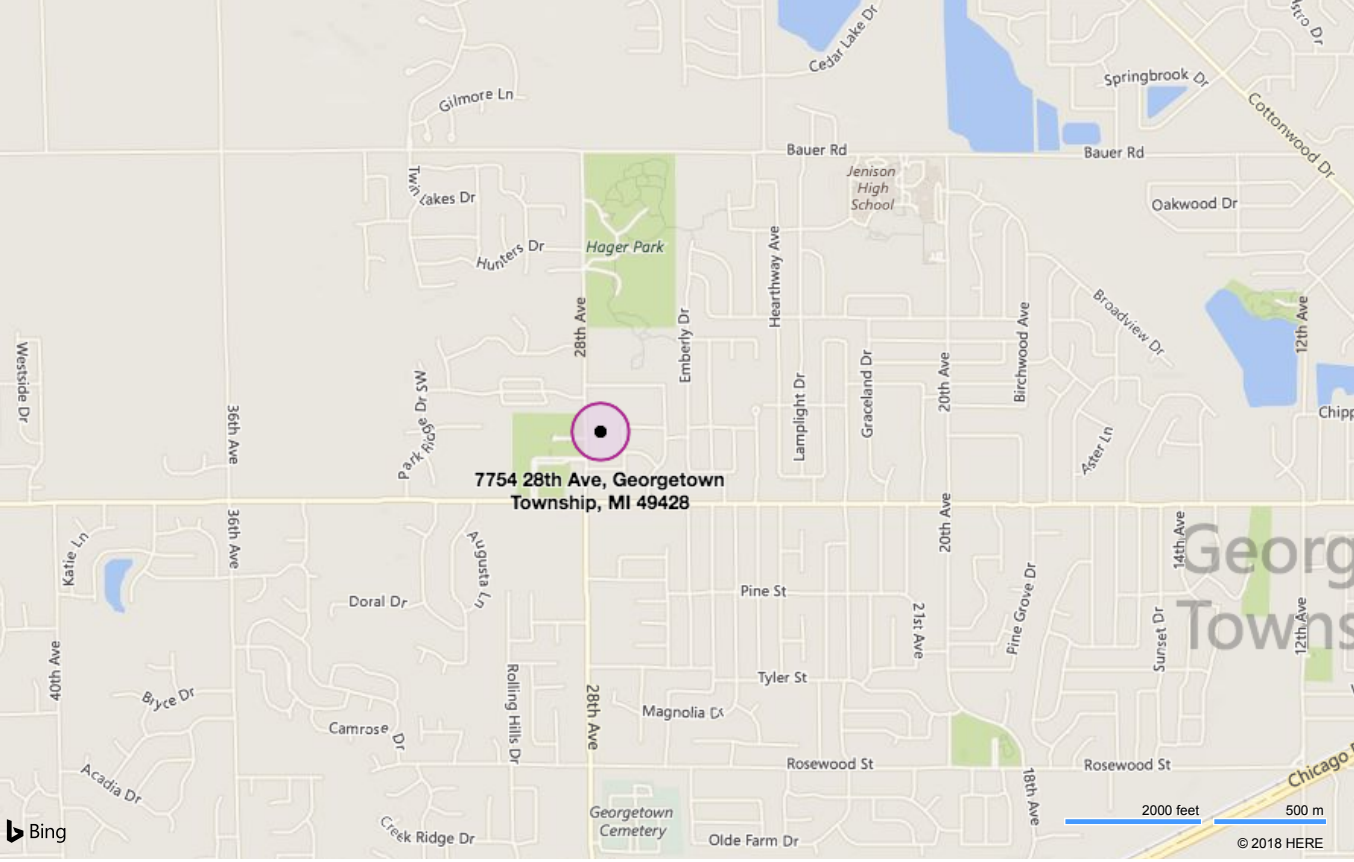 Cedar Lake Dr
stro Dr
Springbrook Dr
Gilmore Ln
Cottonwood Dr
Bauer Rd
Bauer Rd
Jenison
High
School
Twin Lakes Dr
Oakwood Dr
Hunters Dr
Hager Park
Hearthway Ave
28th Ave
Emberly Dr
Broadview Dr
Birchwood Ave
12th Ave
Westside Dr
Park Ridge Dr SW
36th Ave
Lamplight Dr
Graceland Dr
20th Ave
Chipp
Aster Ln
7754 28th Ave, Georgetown
Township, MI 49428
36th Ave
Katie Ln
Augusta Ln
20th Ave
14th Ave
Georg
Towns
Doral Dr
Pine St
21st Ave
Pine Grove Dr
Sunset Dr
12th Ave
40th Ave
Bryce Dr
Rolling Hills Dr
28th Ave
Tyler St
Magnolia Dr
Camrose Dr
Acadia Dr
Rosewood St
Rosewood St
18th Ave
Chicago
Creek Ridge Dr
Georgetown
Cemetery
Olde Farm Dr
2000 feet 500 m
Bing
© 2018 HERE